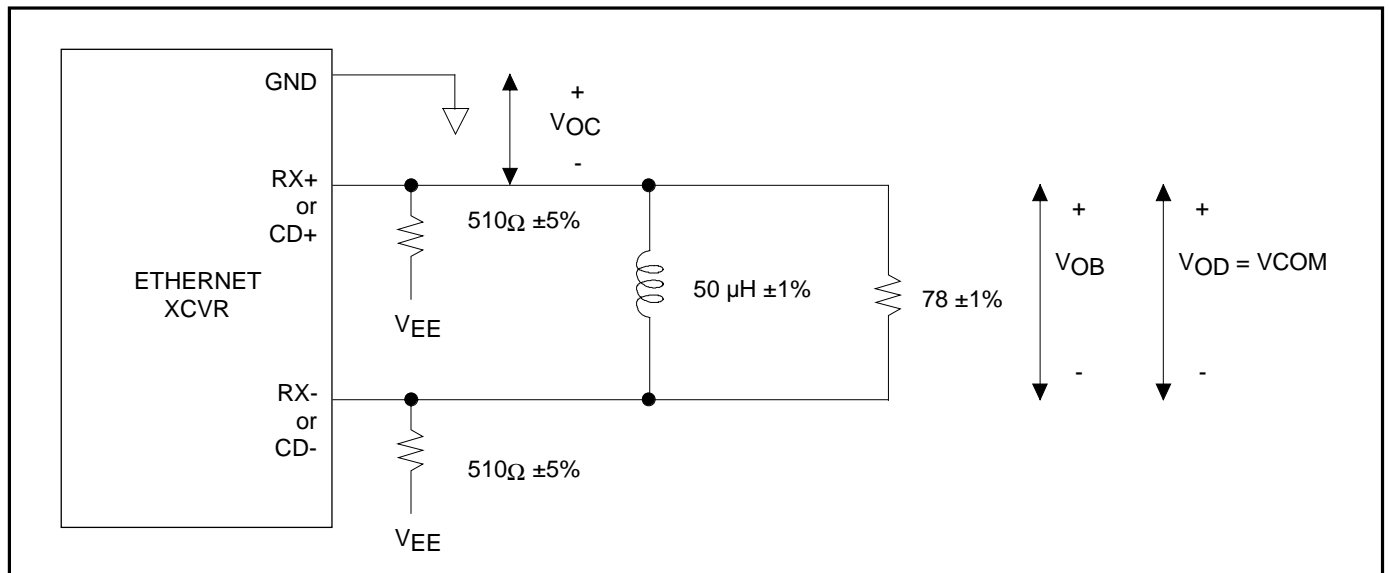 GND
+
VOC
-
RX+
or
CD+
510Ω ±5%
ETHERNET
XCVR
VEE
50 µH ±1%
78 ±1%
+
VOB
-
+
VOD = VCOM
-
RX-
or
CD-
510Ω ±5%
VEE